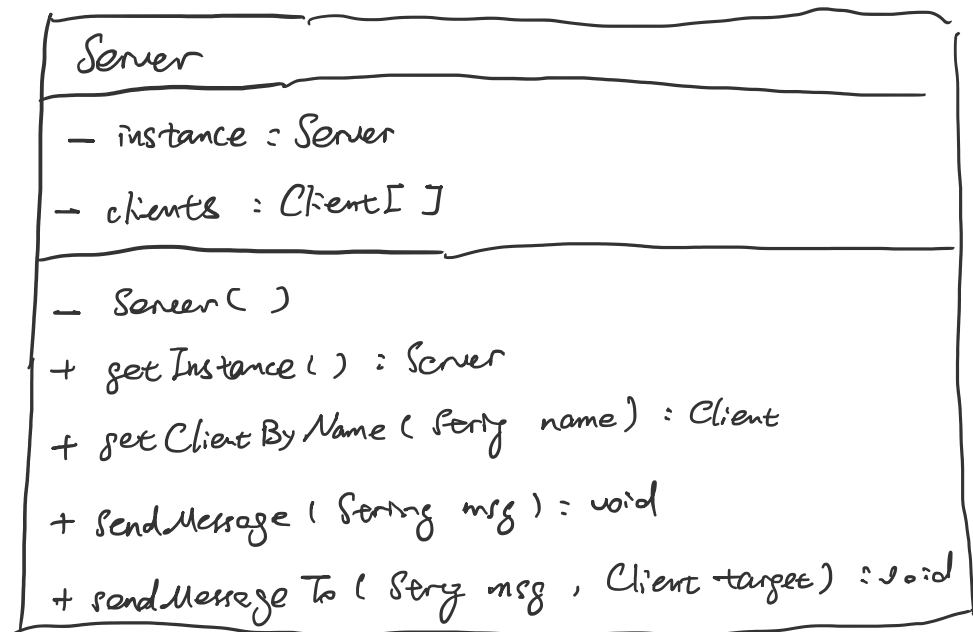 Server
- instance : Server
- clients : Client[ ]
- Server( )
+ getInstance( ) : Server
+ getClientByName( String name) : Client
+ sendMessage( String msg) : void
+ sendMessageTo( String msg , Client target) : void